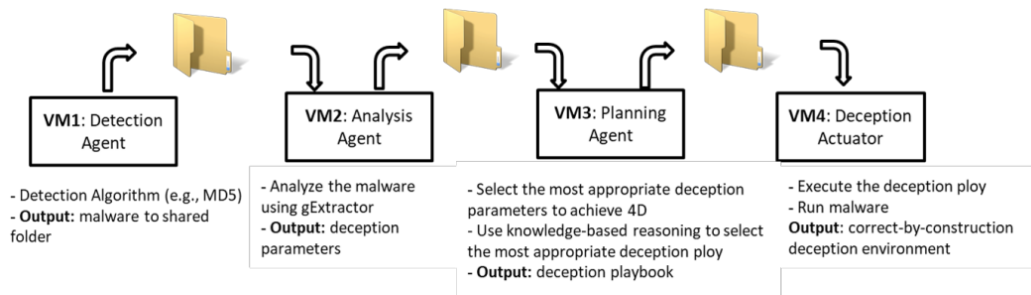 VM1: Detection
Agent
- Detection Algorithm (e.g., MD5)
- Output: malware to shared
folder
VM2: Analysis
Agent
- Analyze the malware
using gExtractor
- Output: deception
parameters
VM3: Planning
Agent
- Select the most appropriate deception
parameters to achieve 4D
- Use knowledge-based reasoning to select
the most appropriate deception ploy
- Output: deception playbook
VM4: Deception
Actuator
- Execute the deception ploy
- Run malware
Output: correct-by-construction
deception environment